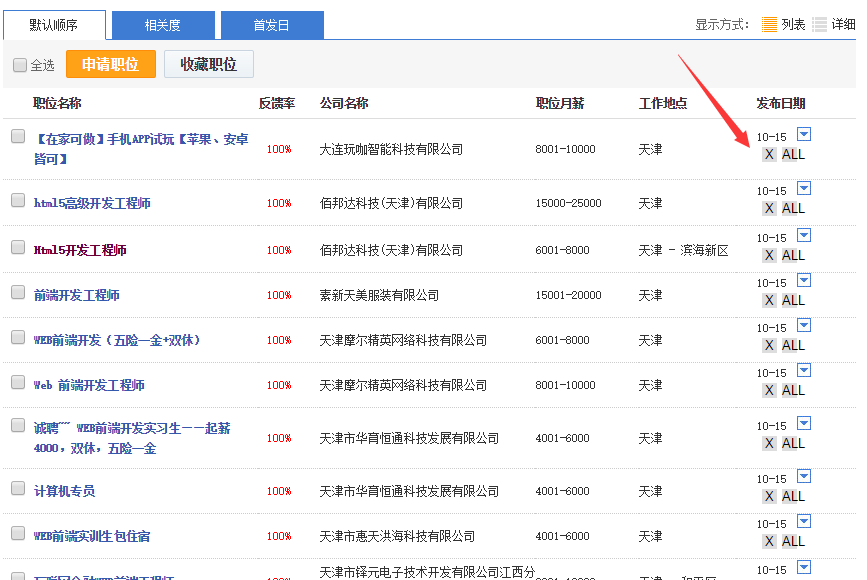 默认顺序 相关度 首发日 显示方式: 列表 详细
全选 申请职位 收藏职位
职位名称 反馈率 公司名称 职位月薪 工作地点 发布日期
【在家可做】手机APP试玩【苹果、安卓
皆可】 100% 大连玩咖智能科技有限公司 8001-10000 天津 10-15
X ALL
html5高级开发工程师 100% 佰邦达科技(天津)有限公司 15000-25000 天津 10-15
X ALL
Html5开发工程师 100% 佰邦达科技(天津)有限公司 6001-8000 天津 - 滨海新区 10-15
X ALL
前端开发工程师 100% 素新天美服装有限公司 15001-20000 天津 10-15
X ALL
WEB前端开发（五险一金+双休） 100% 天津摩尔精英网络科技有限公司 6001-8000 天津 10-15
X ALL
Web 前端开发工程师 100% 天津摩尔精英网络科技有限公司 8001-10000 天津 10-15
X ALL
诚聘~~ WEB前端开发实习生——起薪
4000，双休，五险一金 100% 天津市华育恒通科技发展有限公司 4001-6000 天津 10-15
X ALL
计算机专员 100% 天津市华育恒通科技发展有限公司 4001-6000 天津 10-15
X ALL
WEB前端实训生包住宿 100% 天津市惠天洪海科技有限公司 4001-6000 天津 10-15
X ALL
天津市铎元电子技术开发有限公司江西分 10-15